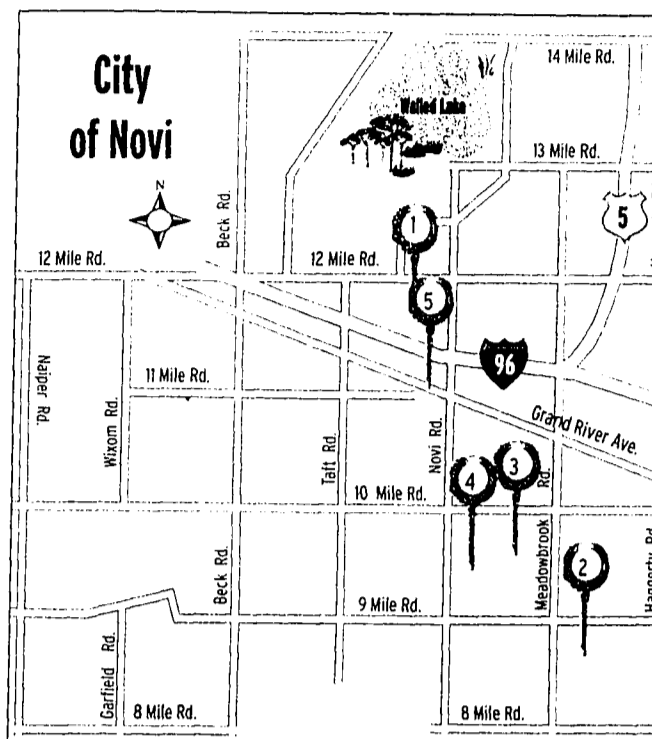 City
of Novi
N
14 Mile Rd.
Walled Lake
13 Mile Rd.
Beck Rd.
1
5
12 Mile Rd.
12 Mile Rd.
5
96
11 Mile Rd.
Naiper Rd.
Wixom Rd.
Taft Rd.
Novi Rd.
Grand River Ave.
4
3
10 Mile Rd.
Meadowbrook Rd.
2
Haggerty Rd.
Beck Rd.
9 Mile Rd.
Garfield Rd.
8 Mile Rd.
8 Mile Rd.